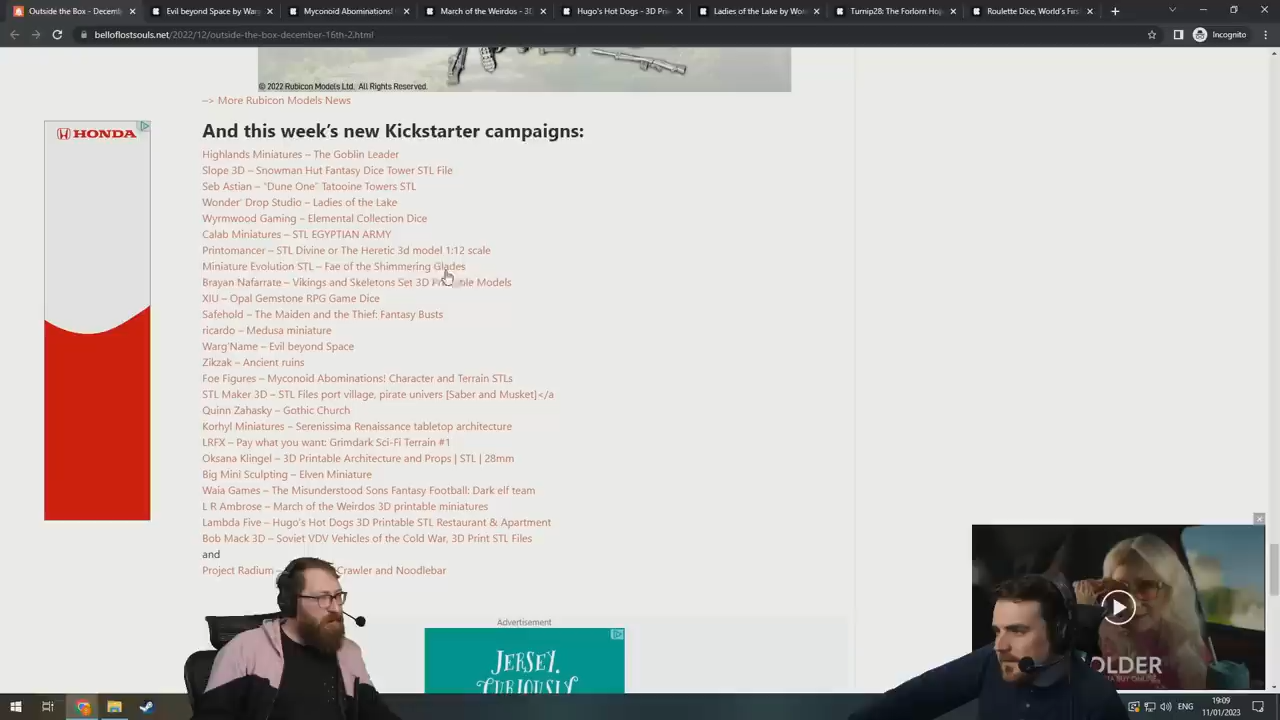 Outside the Box - Decembe
Evil beyond Space by Warg
Myconid Abominations!
March of the Weirdos - 3D
Hugo's Hot Dogs - 3D Prin
Ladies of the Lake by Won
Turnip28: The Forlorn Hop
Roulette Dice, World's First
belloflostsouls.net/2022/12/outside-the-box-december-16th-2.html
Incognito
© 2022 Rubicon Models Ltd. All Rights Reserved.
–> More Rubicon Models News
HONDA
And this week's new Kickstarter campaigns:
Highlands Miniatures – The Goblin Leader
Slope 3D – Snowman Hut Fantasy Dice Tower STL File
Seb Astian – "Dune One" Tatooine Towers STL
Wonder' Drop Studio – Ladies of the Lake
Wyrmwood Gaming – Elemental Collection Dice
Calab Miniatures – STL EGYPTIAN ARMY
Printomancer – STL Divine or The Heretic 3d model 1:12 scale
Miniature Evolution STL – Fae of the Shimmering Glades
Brayan Nafarrate – Vikings and Skeletons Set 3D Models
XIU – Opal Gemstone RPG Game Dice
Safehold – The Maiden and the Thief: Fantasy Busts
ricardo – Medusa miniature
Warg'Name – Evil beyond Space
Zikzak – Ancient ruins
Foe Figures – Myconoid Abominations! Character and Terrain STLs
STL Maker 3D – STL Files port village, pirate univers [Saber and Musket]</a
Quinn Zahasky – Gothic Church
Korhyl Miniatures – Serenissima Renaissance tabletop architecture
LRFX – Pay what you want: Grimdark Sci-Fi Terrain #1
Oksana Klingel – 3D Printable Architecture and Props | STL | 28mm
Big Mini Sculpting – Elven Miniature
Waia Games – The Misunderstood Sons Fantasy Football: Dark elf team
L R Ambrose – March of the Weirdos 3D printable miniatures
Lambda Five – Hugo's Hot Dogs 3D Printable STL Restaurant & Apartment
Bob Mack 3D – Soviet VDV Vehicles of the Cold War, 3D Print STL Files
and
Project Radium – Crawler and Noodlebar
Advertisement
JERSEY.
CURIOUSLY
OLDER
BUY ONLINE
ENG
19:09
11/01/2023